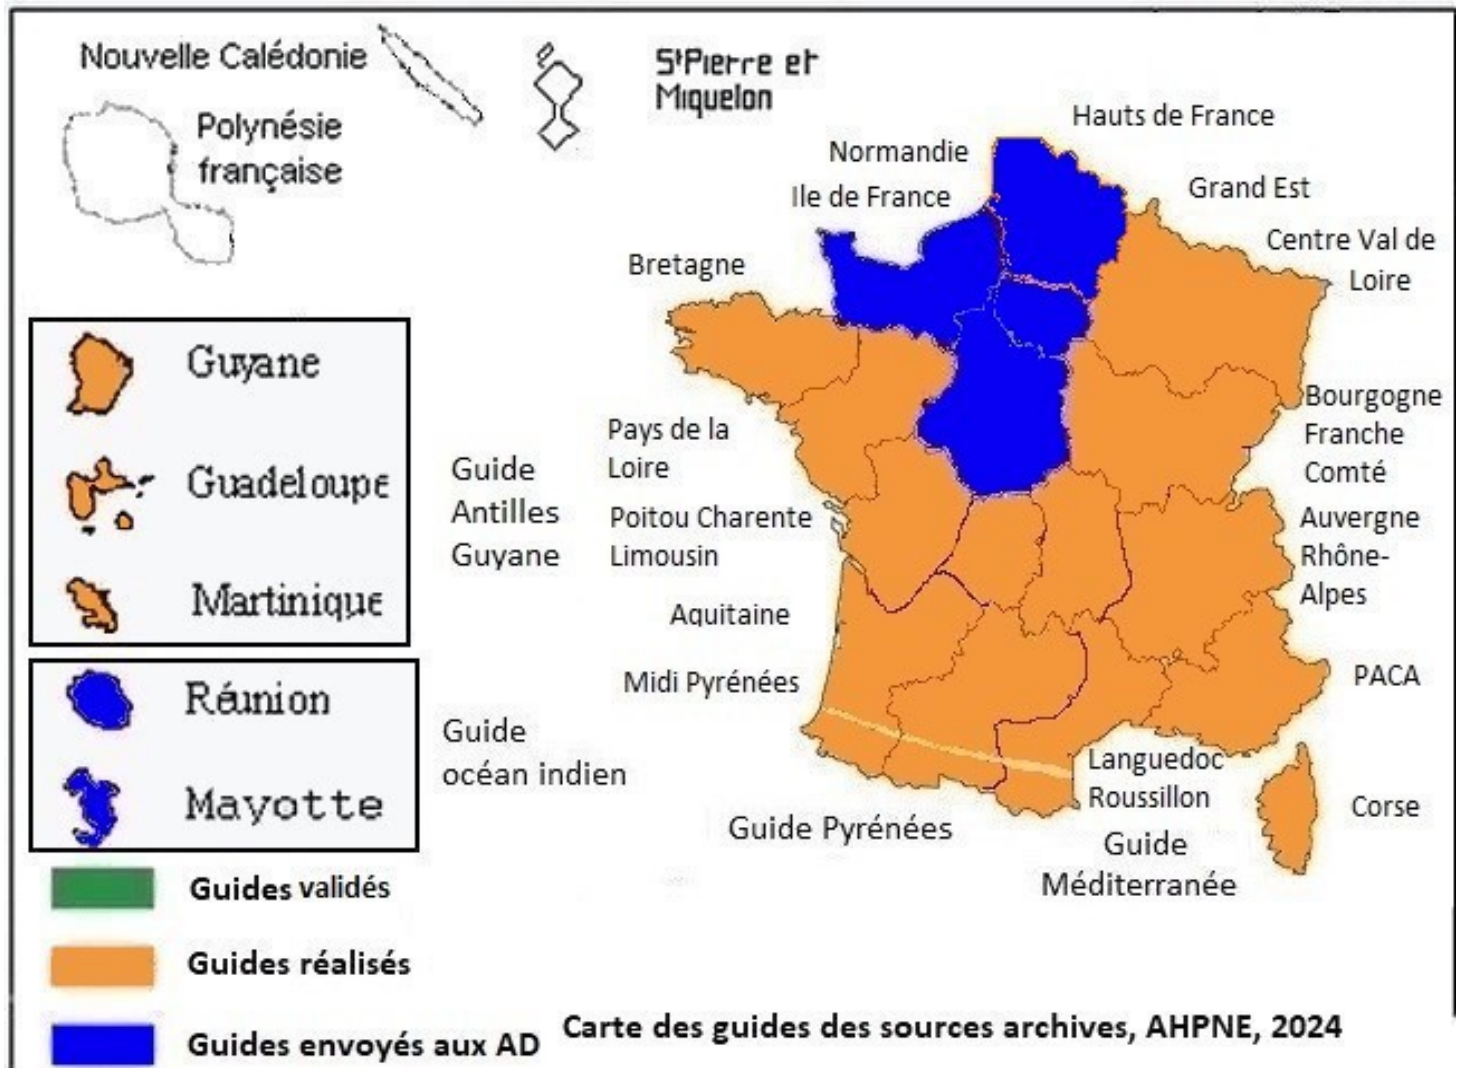 Nouvelle Calédonie
StPierre et
Miquelon
Polynésie
française
Hauts de France
Normandie
Ile de France
Grand Est
Centre Val de
Loire
Bretagne
Guyane
Guadeloupe
Martinique
Guide
Antilles
Guyane
Pays de la
Loire
Poitou Charente
Limousin
Aquitaine
Midi Pyrénées
Bourgogne
Franche
Comté
Auvergne
Rhône-
Alpes
PACA
Réunion
Mayotte
Guide
océan indien
Languedoc
Roussillon
Corse
Guide Pyrénées
Guide
Méditerranée
Guides validés
Guides réalisés
Guides envoyés aux AD
Carte des guides des sources archives, AHPNE, 2024